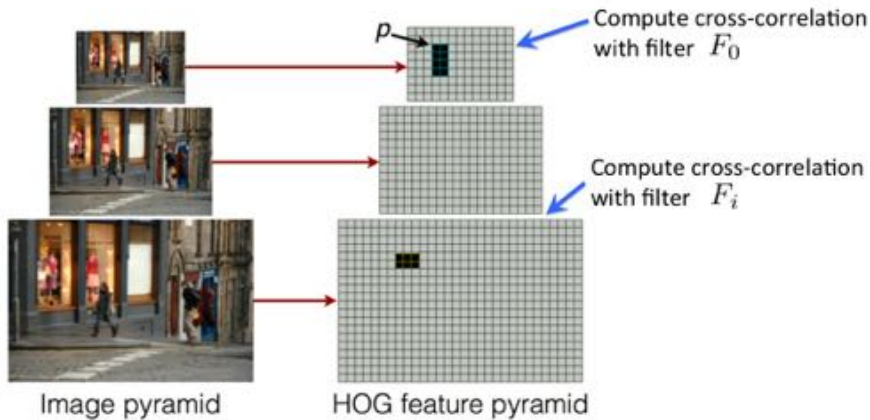 p
Compute cross-correlation
with filter F₀
Compute cross-correlation
with filter Fᵢ
Image pyramid
HOG feature pyramid